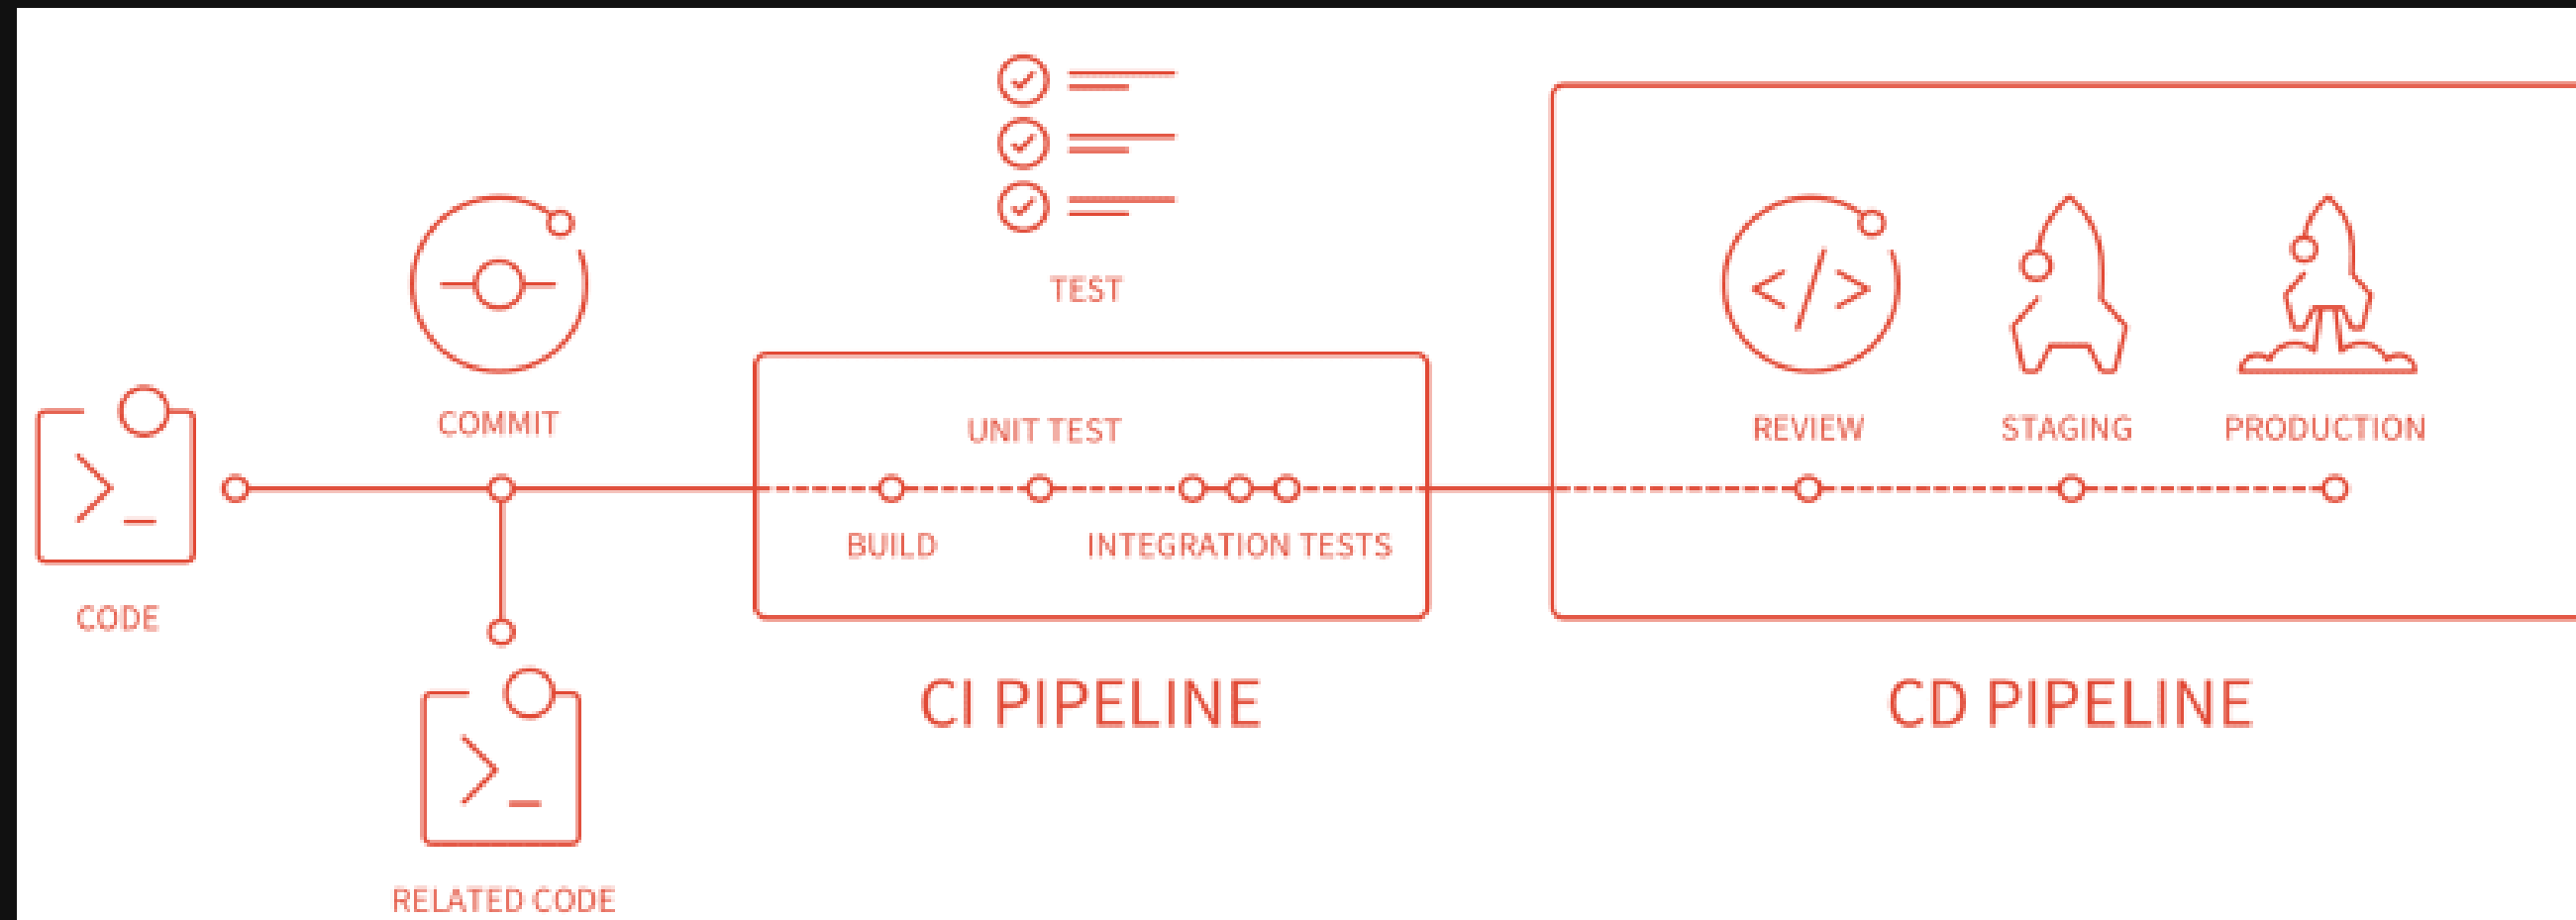 TEST
COMMIT
UNIT TEST
REVIEW
STAGING
PRODUCTION
BUILD
INTEGRATION TESTS
CODE
CI PIPELINE
CD PIPELINE
RELATED CODE